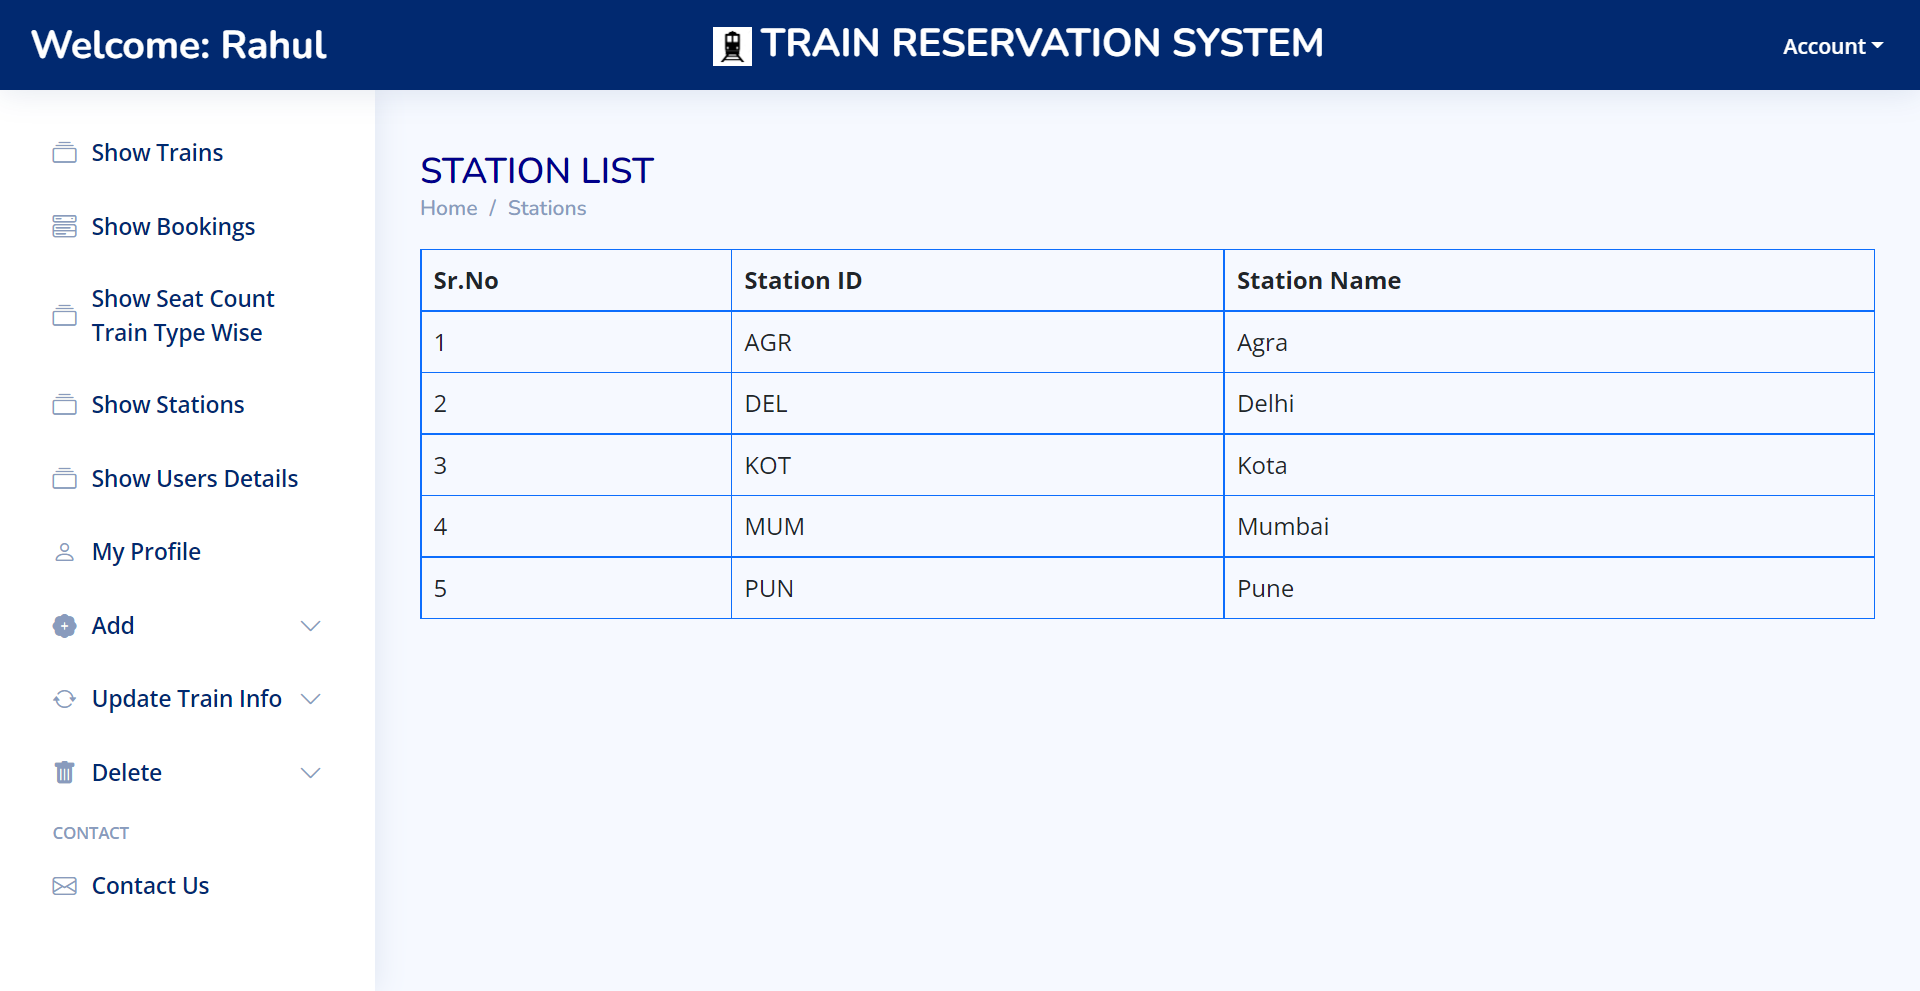 Welcome: Rahul
TRAIN RESERVATION SYSTEM
Account
Show Trains
Show Bookings
Show Seat Count
Train Type Wise
Show Stations
Show Users Details
My Profile
Add
Update Train Info
Delete
CONTACT
Contact Us
STATION LIST
Home / Stations
Sr.No Station ID Station Name
1 AGR Agra
2 DEL Delhi
3 KOT Kota
4 MUM Mumbai
5 PUN Pune